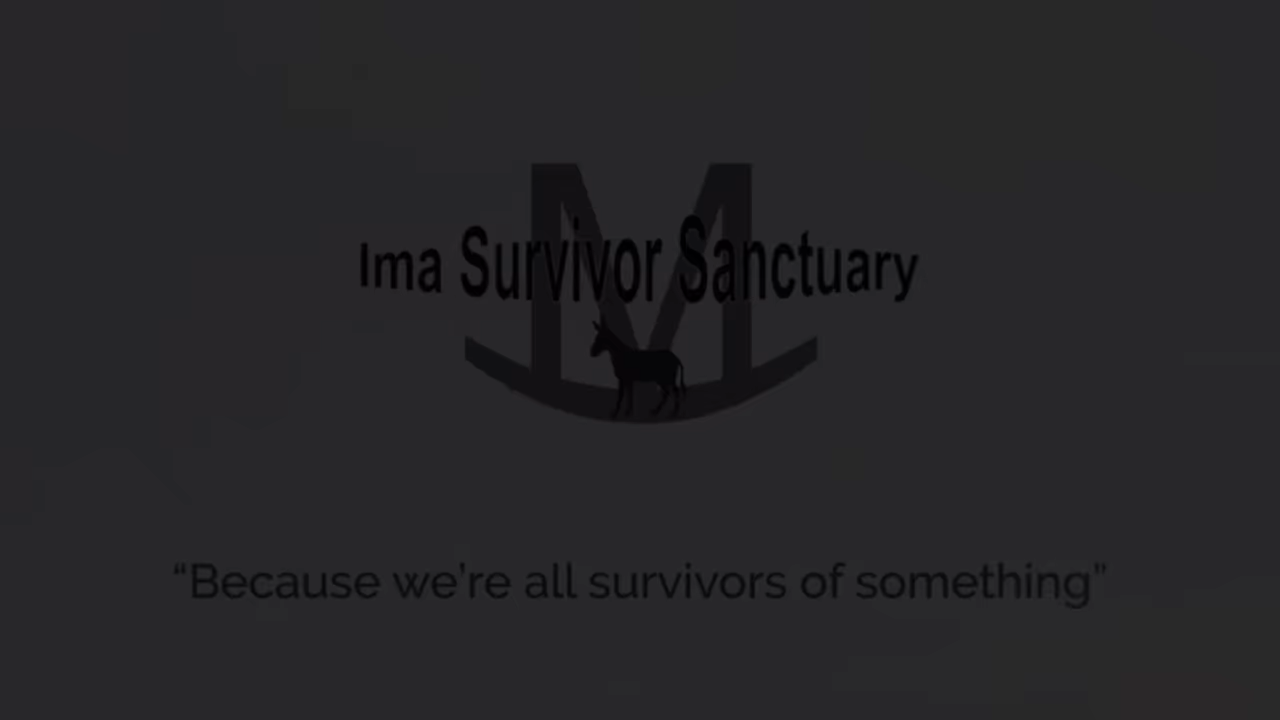 M
Ima Survivor Sanctuary
“Because we’re all survivors of something”